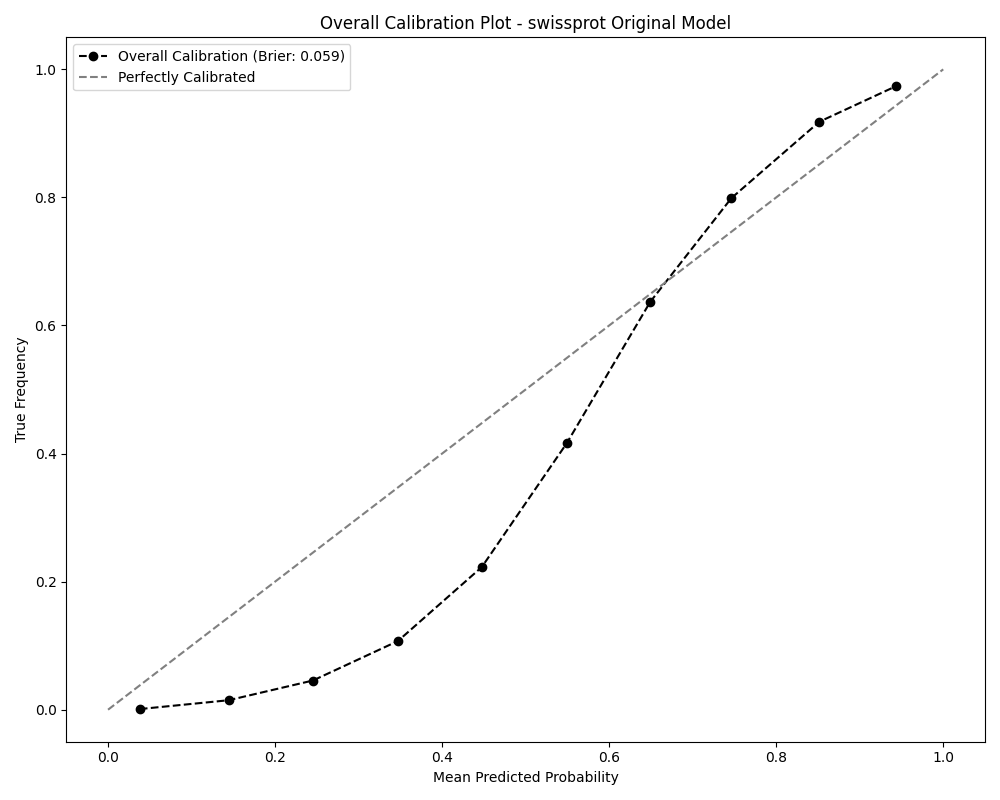 Overall Calibration Plot - swissprot Original Model
Overall Calibration (Brier: 0.059)
Perfectly Calibrated
1.0
0.8
0.6
0.4
0.2
0.0
True Frequency
0.0 0.2 0.4 0.6 0.8 1.0
Mean Predicted Probability